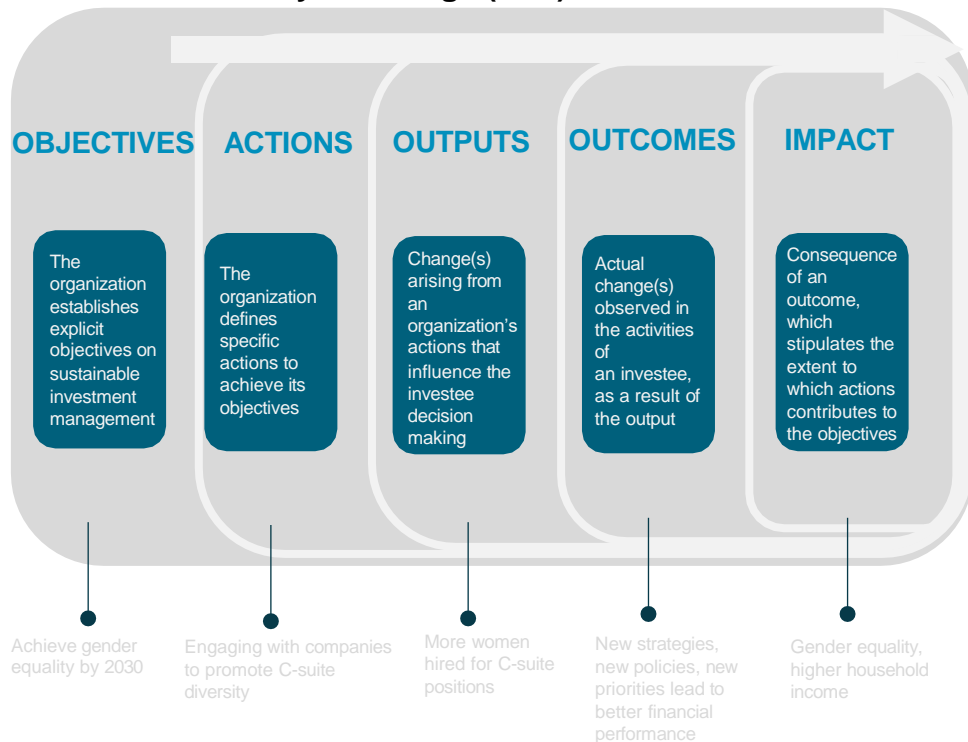 OBJECTIVES
ACTIONS
OUTPUTS
OUTCOMES
IMPACT
The
organization
establishes
explicit
objectives on
sustainable
investment
management
The
organization
defines
specific
actions to
achieve its
objectives
Change(s)
arising from
an
organization's
actions that
influence the
investee
decision
making
Actual
change(s)
observed in
the activities
of
an investee,
as a result of
the output
Consequence
of an
outcome,
which
stipulates the
extent to
which actions
contributes to
the objectives
Achieve gender
equality by 2030
Engaging with companies
to promote C-suite
diversity
More women
hired for C-suite
positions
New strategies,
new policies, new
priorities lead to
better financial
performance
Gender equality,
higher household
income